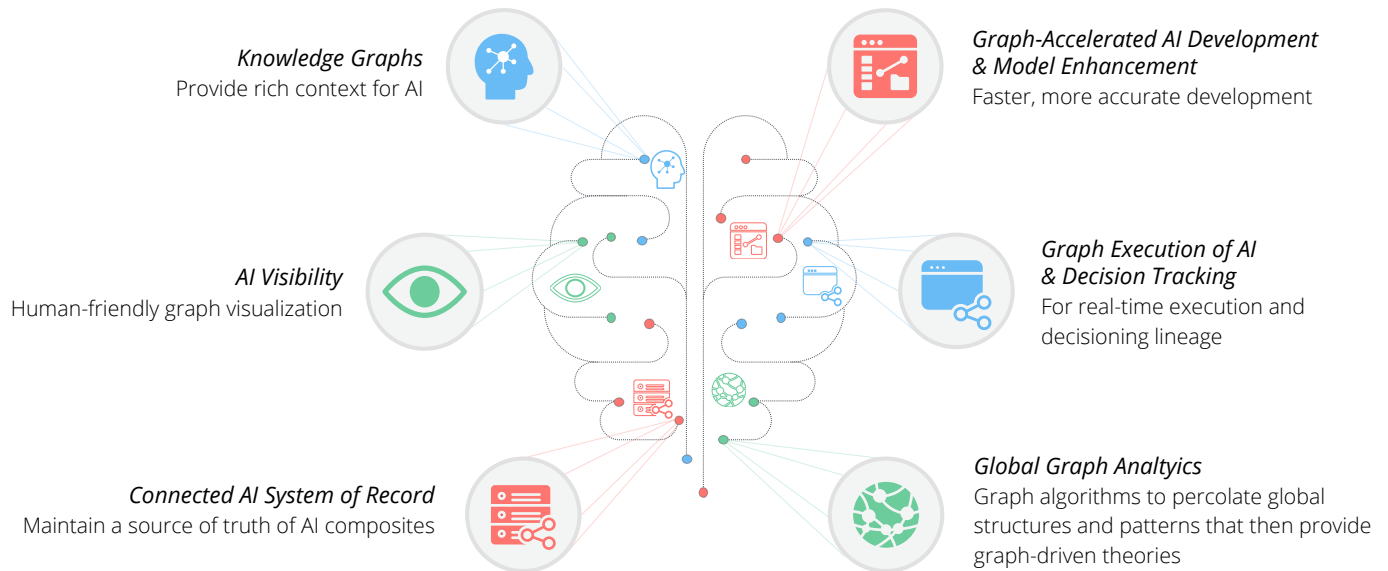 Knowledge Graphs
Provide rich context for AI
Graph-Accelerated AI Development
& Model Enhancement
Faster, more accurate development
AI Visibility
Human-friendly graph visualization
Graph Execution of AI
& Decision Tracking
For real-time execution and
decisioning lineage
Connected AI System of Record
Maintain a source of truth of AI composites
Global Graph Analtyics
Graph algorithms to percolate global
structures and patterns that then provide
graph-driven theories